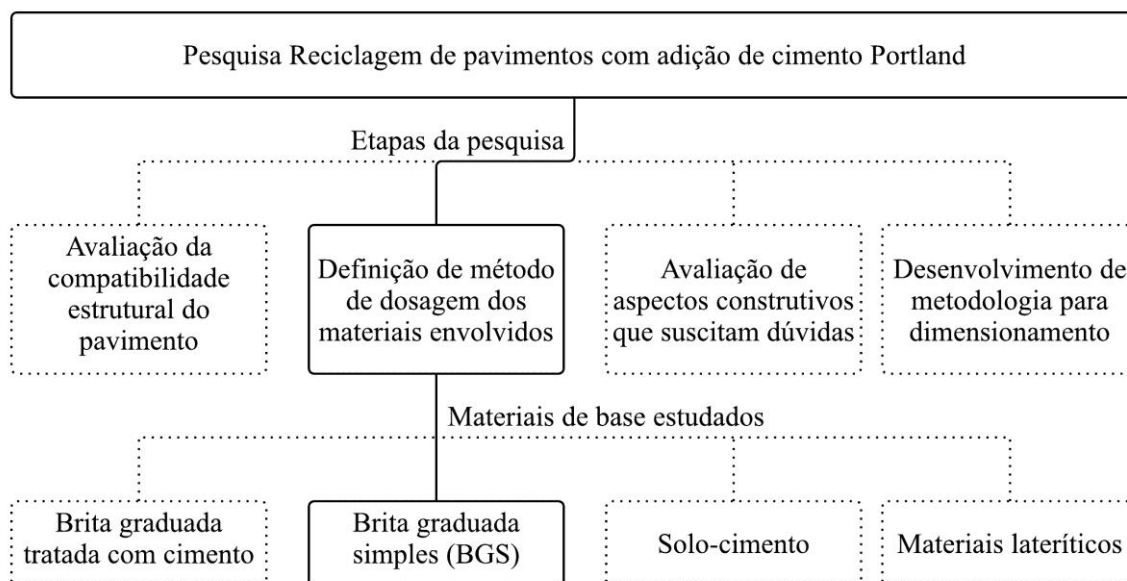 Pesquisa Reciclagem de pavimentos com adição de cimento Portland
Etapas da pesquisa
Avaliação da
compatibilidade
estrutural do
pavimento
Definição de método
de dosagem dos
materiais envolvidos
Avaliação de
aspectos construtivos
que suscitam dúvidas
Desenvolvimento de
metodologia para
dimensionamento
Materiais de base estudados
Brita graduada
tratada com cimento
Brita graduada
simples (BGS)
Solo-cimento
Materiais lateríticos